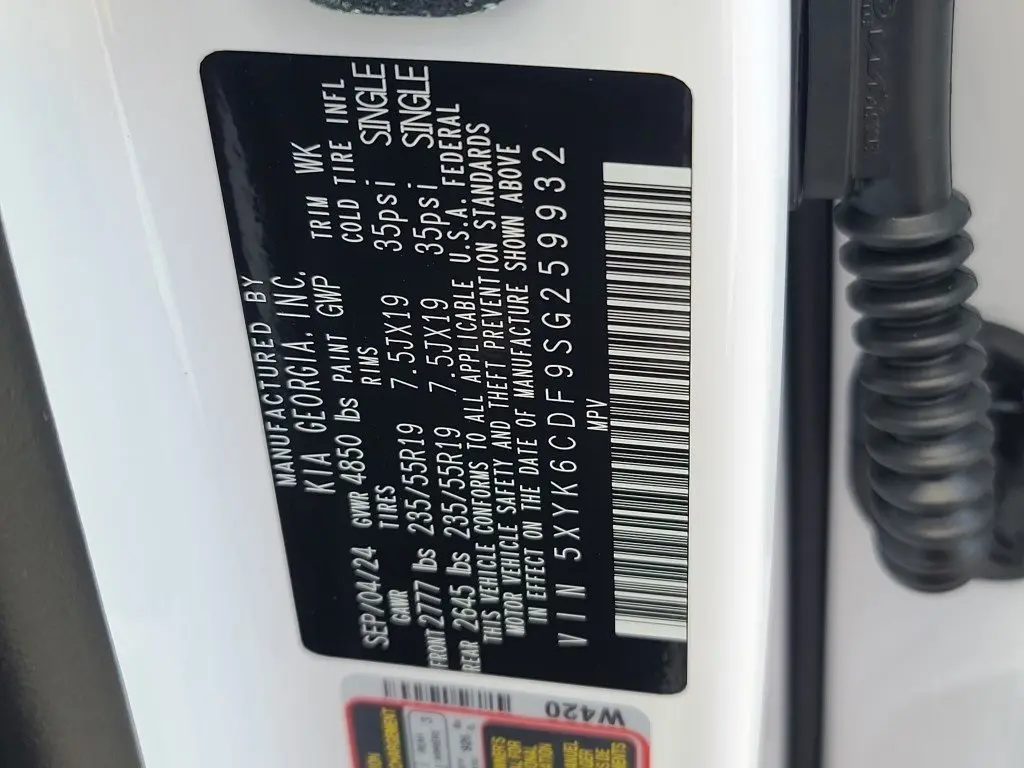 MANUFACTURED BY
KIA GEORGIA, INC.
SEP/04/24 GVWR 4850 lbs PAINT GWP TRIM WK
GAWR TIRES RIMS COLD TIRE INFL
FRONT 2777 lbs 235/55R19 7.5JX19 35psi SINGLE
REAR 2645 lbs 235/55R19 7.5JX19 35psi SINGLE
THIS VEHICLE CONFORMS TO ALL APPLICABLE U.S.A. FEDERAL
MOTOR VEHICLE SAFETY AND THEFT PREVENTION STANDARDS
IN EFFECT ON THE DATE OF MANUFACTURE SHOWN ABOVE
VIN 5XYK6CDF9SG259932
MPV
W420